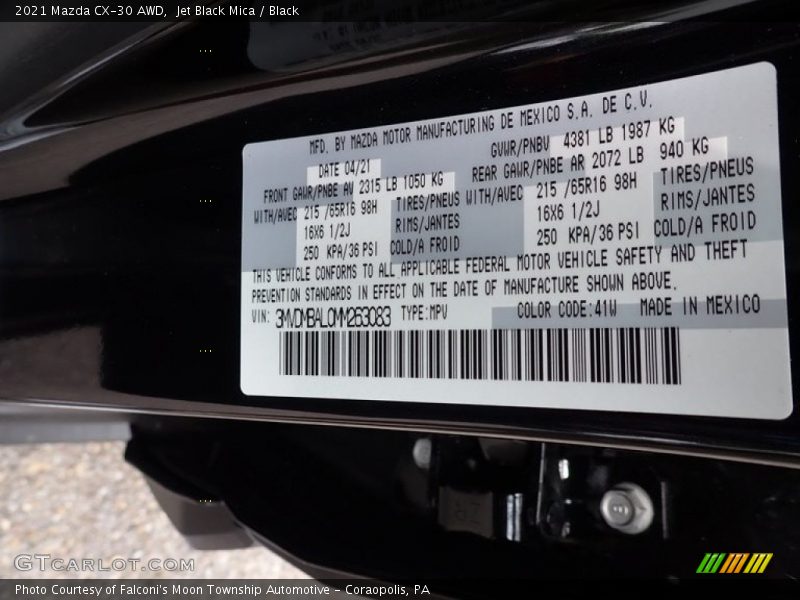 2021 Mazda CX-30 AWD, Jet Black Mica / Black
MFD. BY MAZDA MOTOR MANUFACTURING DE MEXICO S.A. DE C.V.
DATE 04/21 GVWR/PNBV 4381 LB 1987 KG
FRONT GAWR/PNBE AV 2315 LB 1050 KG REAR GAWR/PNBE AR 2072 LB 940 KG
WITH/AVEC 215 /65R16 98H TIRES/PNEUS WITH/AVEC 215 /65R16 98H TIRES/PNEUS
16X6 1/2J RIMS/JANTES 16X6 1/2J RIMS/JANTES
250 KPA/36 PSI COLD/A FROID 250 KPA/36 PSI COLD/A FROID
THIS VEHICLE CONFORMS TO ALL APPLICABLE FEDERAL MOTOR VEHICLE SAFETY AND THEFT
PREVENTION STANDARDS IN EFFECT ON THE DATE OF MANUFACTURE SHOWN ABOVE.
VIN: 3MVDMBAL0MM263083 TYPE:MPV COLOR CODE:41W MADE IN MEXICO
GTCARLOT.COM
Photo Courtesy of Falconi's Moon Township Automotive - Coraopolis, PA